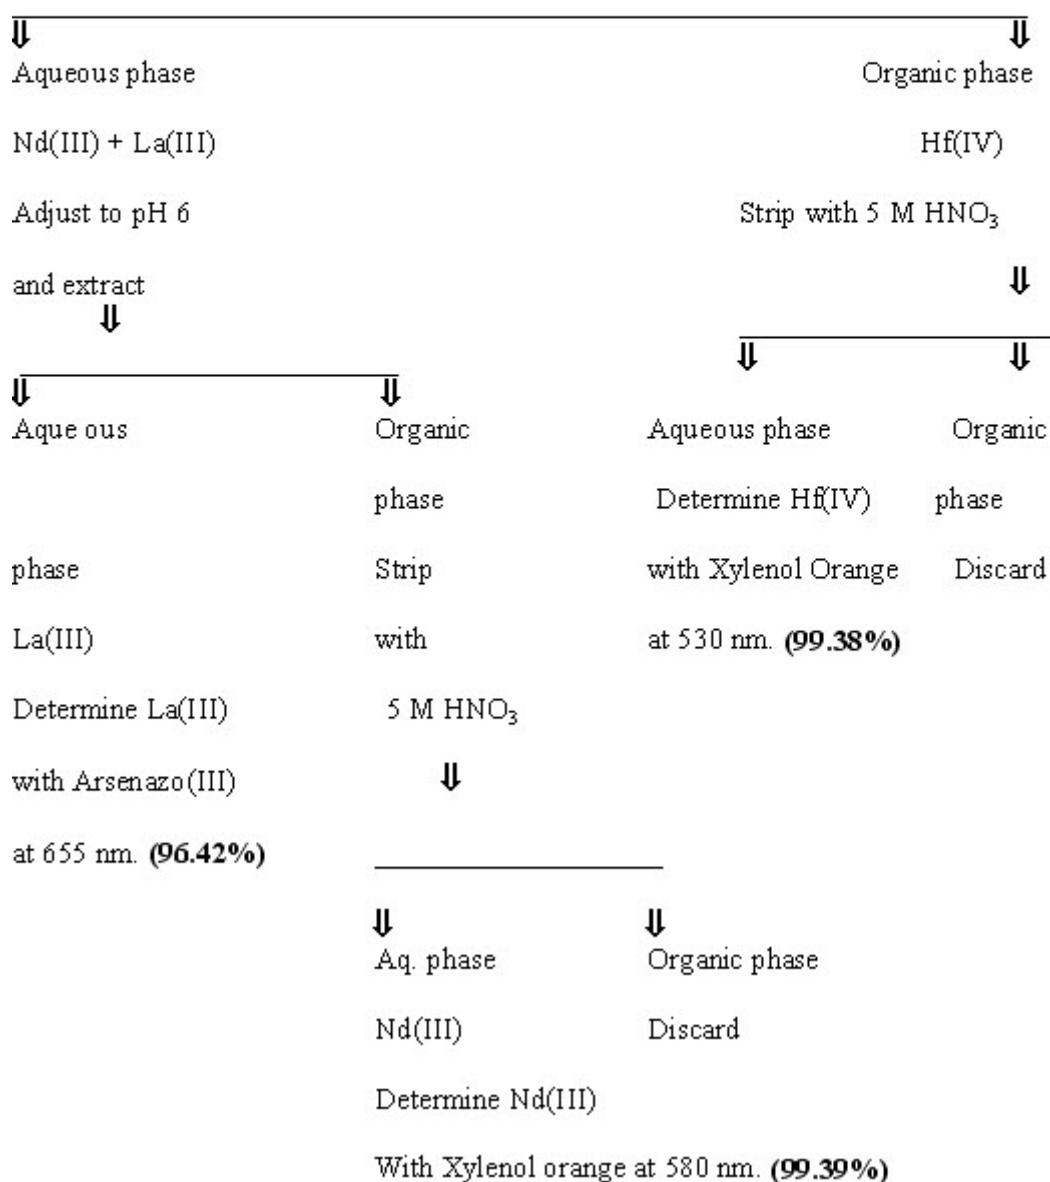 Aqueous phase
Organic phase
Nd(III) + La(III)
Hf(IV)
Adjust to pH 6
Strip with 5 M HNO₃
and extract
Aque ous
phase
La(III)
Determine La(III)
with Arsenazo(III)
at 655 nm. (96.42%)
Organic
phase
Strip
with
5 M HNO₃
Aqueous phase
Determine Hf(IV)
with Xylenol Orange
at 530 nm. (99.38%)
Organic
phase
Discard
Aq. phase
Nd(III)
Determine Nd(III)
With Xylenol orange at 580 nm. (99.39%)
Organic phase
Discard